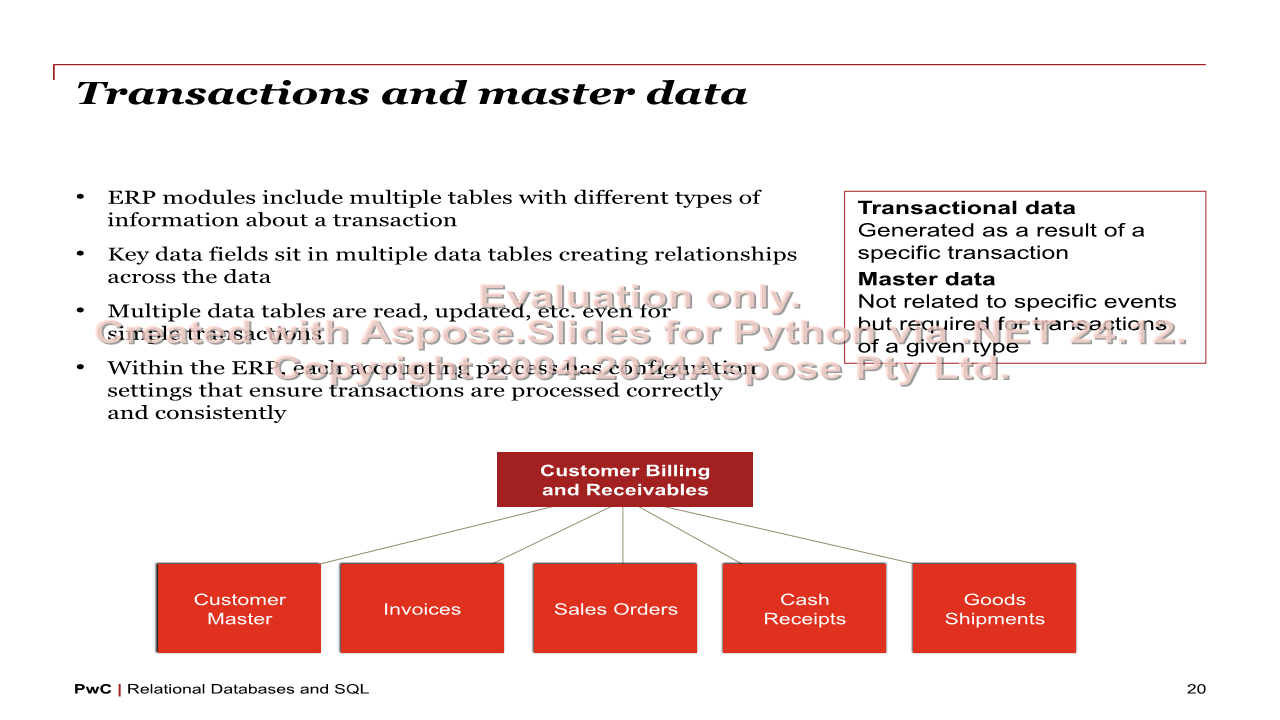 Transactions and master data
• ERP modules include multiple tables with different types of
information about a transaction
• Key data fields sit in multiple data tables creating relationships
across the data
• Multiple data tables are read, updated, etc. even for
simple transactions
• Within the ERP, each accounting process has configuration
settings that ensure transactions are processed correctly
and consistently
Transactional data
Generated as a result of a
specific transaction
Master data
Not related to specific events
but required for transactions
of a given type
Evaluation only.
Created with Aspose.Slides for Python via .NET 24.12.
Copyright 2004-2024Aspose Pty Ltd.
Customer Billing
and Receivables
Customer
Master
Invoices
Sales Orders
Cash
Receipts
Goods
Shipments
PwC | Relational Databases and SQL
20